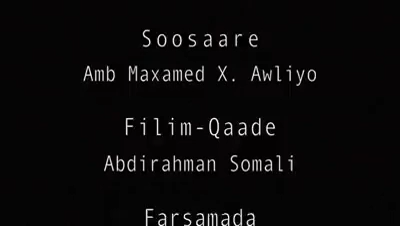 Soosaare
Amb Maxamed X. Awliyo
Filim-Qaade
Abdirahman Somali
Farsamada